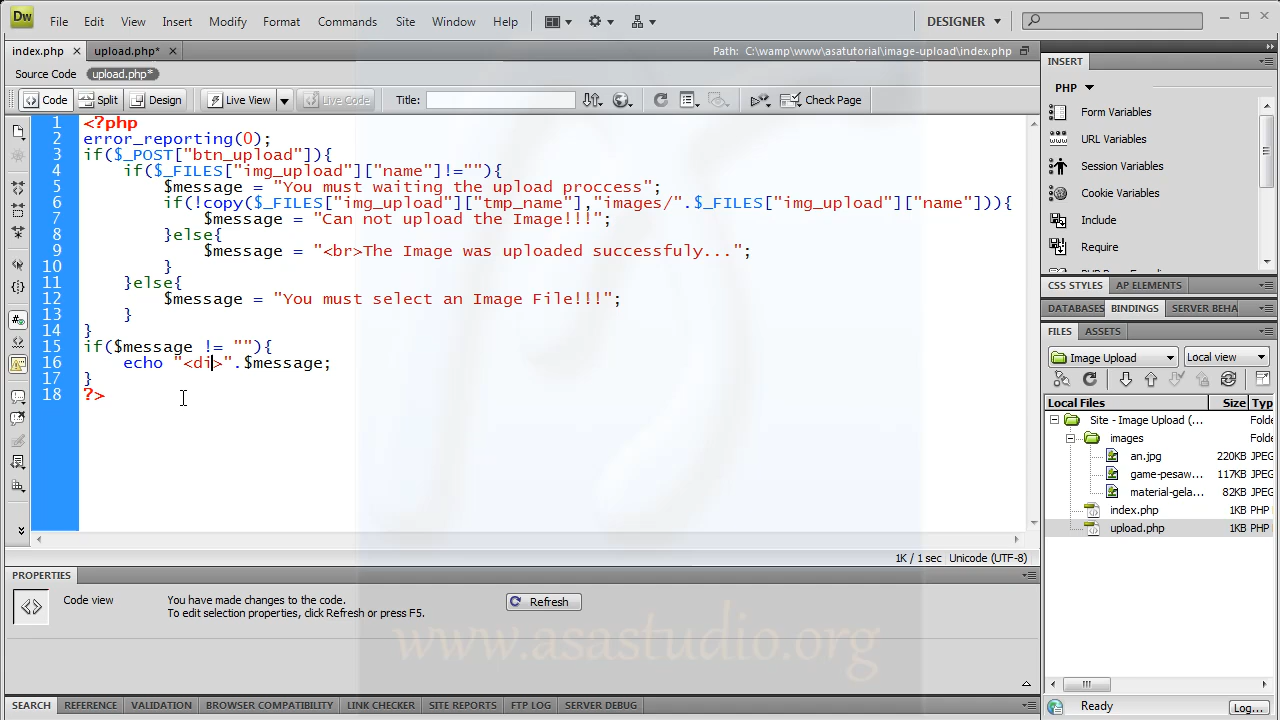 Dw File Edit View Insert Modify Format Commands Site Window Help DESIGNER
index.php upload.php* Path: C:\wamp\www\asatutorial\image-upload\index.php
Source Code upload.php*
Code Split Design Live View Live Code Title: Check Page
1 <?php
2 error_reporting(0);
3 if($_POST["btn_upload"]){
4 if($_FILES["img_upload"]["name"]!=""){
5 $message = "You must waiting the upload proccess";
6 if(!copy($_FILES["img_upload"]["tmp_name"],"images/".$_FILES["img_upload"]["name"])){
7 $message = "Can not upload the Image!!!";
8 }else{
9 $message = "<br>The Image was uploaded successfuly...";
10 }
11 }else{
12 $message = "You must select an Image File!!!";
13 }
14 }
15 if($message != ""){
16 echo "<di>".$message;
17 }
18 ?>
1K / 1 sec Unicode (UTF-8)
PROPERTIES
Code view
You have made changes to the code.
To edit selection properties, click Refresh or press F5.
Refresh
www.asastudio.org
SEARCH REFERENCE VALIDATION BROWSER COMPATIBILITY LINK CHECKER SITE REPORTS FTP LOG SERVER DEBUG
INSERT
PHP
Form Variables
URL Variables
Session Variables
Cookie Variables
Echo
Require
CSS STYLES AP ELEMENTS
DATABASES BINDINGS SERVER BEHA
FILES ASSETS
Image Upload Local view
Local Files Size Typ
Site - Image Upload (... Folde
images Folde
an.jpg 220KB JPEG
game-pesaw... 117KB JPEG
material-gela... 82KB JPEG
index.php 1KB PHP
upload.php 1KB PHP
Ready Log...